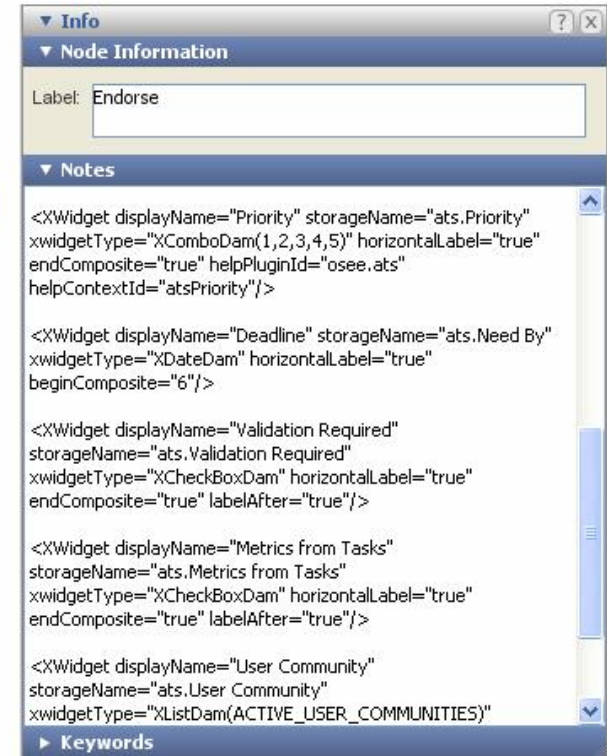 Info
Node Information
Label: Endorse
Notes
<XWidget displayName="Priority" storageName="ats.Priority"
xwidgetType="XComboDam(1,2,3,4,5)" horizontalLabel="true"
endComposite="true" helpPluginId="osee.ats"
helpContextId="atsPriority"/>
<XWidget displayName="Deadline" storageName="ats.Need By"
xwidgetType="XDateDam" horizontalLabel="true"
beginComposite="6"/>
<XWidget displayName="Validation Required"
storageName="ats.Validation Required"
xwidgetType="XCheckBoxDam" horizontalLabel="true"
endComposite="true" labelAfter="true"/>
<XWidget displayName="Metrics from Tasks"
storageName="ats.Metrics from Tasks"
xwidgetType="XCheckBoxDam" horizontalLabel="true"
endComposite="true" labelAfter="true"/>
<XWidget displayName="User Community"
storageName="ats.User Community"
xwidgetType="XListDam(ACTIVE_USER_COMMUNITIES)"
Keywords